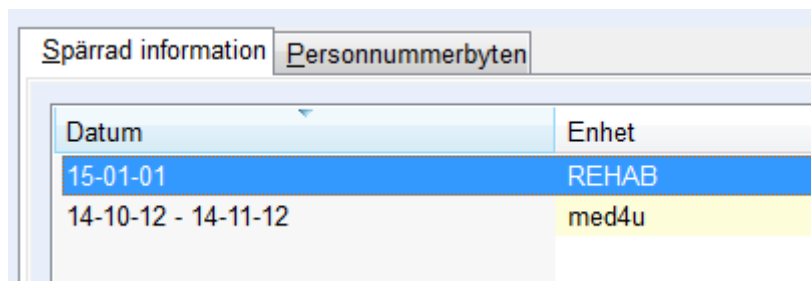 Spärrad information Personnummerbyten
Datum Enhet
15-01-01 REHAB
14-10-12 - 14-11-12 med4u